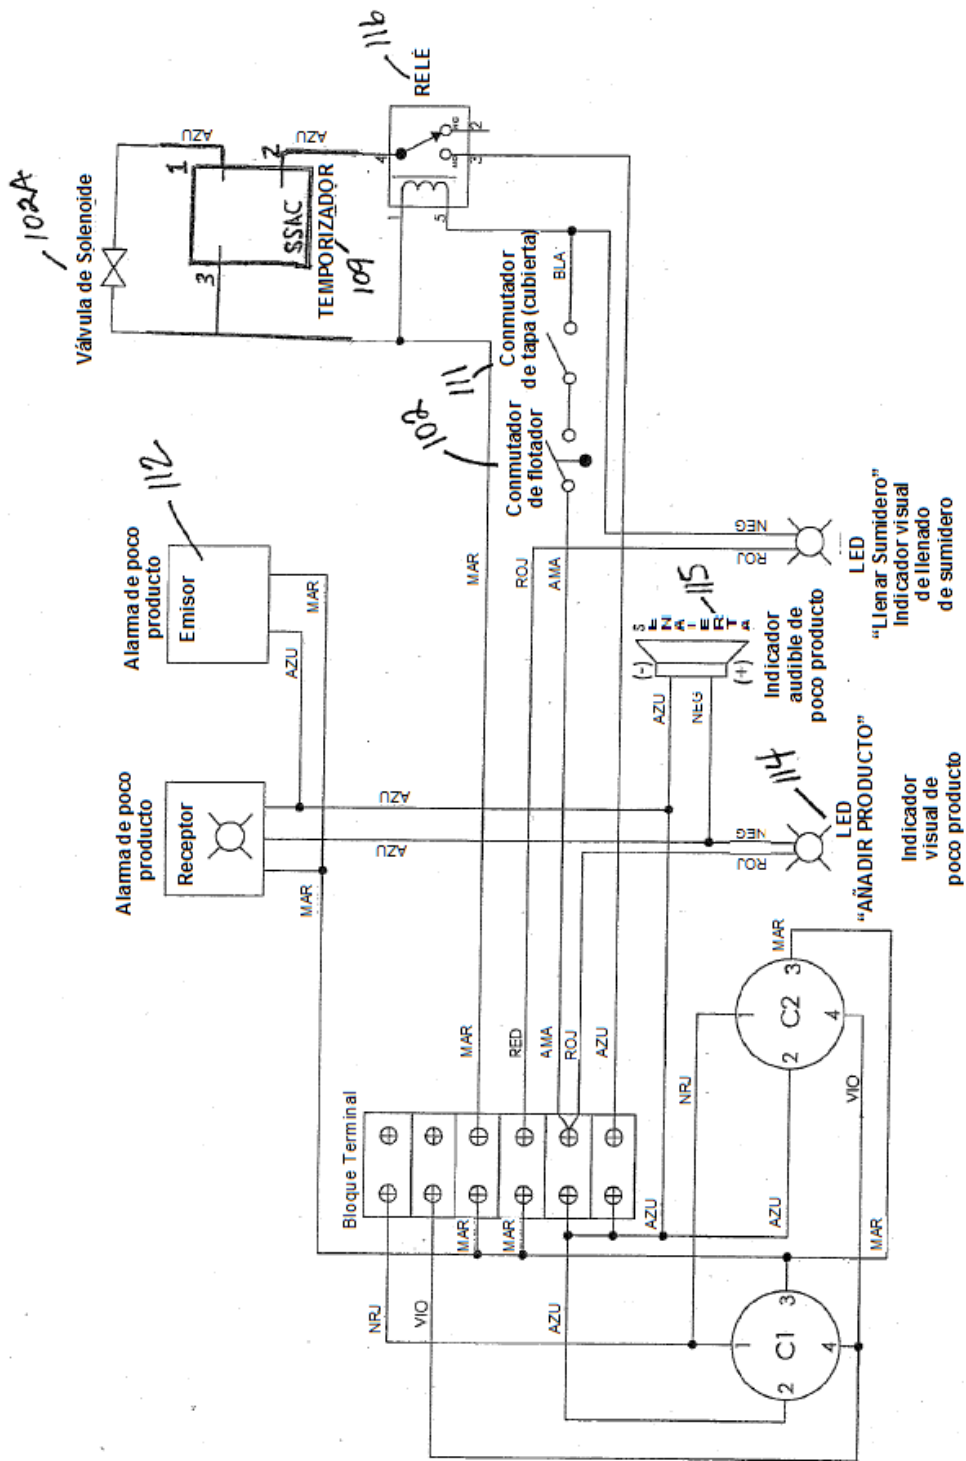 Alarma de poco
producto
Receptor
Alarma de poco
producto
Emisor
112
Válvula de Solenoide
102A
1
2
3
SSAC
AZU
AZU
TEMPORIZADOR
109
RELÉ
116
4
1
5
NC
2
NO
3
MAR
AZU
AZU
AZU
MAR
Bloque Terminal
NRJ
VIO
MAR
MAR
AZU
MAR
RED
AMA
ROJ
AZU
MAR
ROJ
AMA
102
Conmutador
de flotador
111
Conmutador
de tapa (cubierta)
BLA
AZU
NEG
(-)
(+)
SEÑAL
ALERTA
115
Indicador
audible de
poco producto
ROJ
NEG
LED
"AÑADIR PRODUCTO"
114
Indicador
visual de
poco producto
ROJ
NEG
LED
"Llenar Sumidero"
Indicador visual
de llenado
de sumidero
AZU
NRJ
AZU
VIO
MAR
MAR
C1
1
2
3
4
C2
1
2
3
4